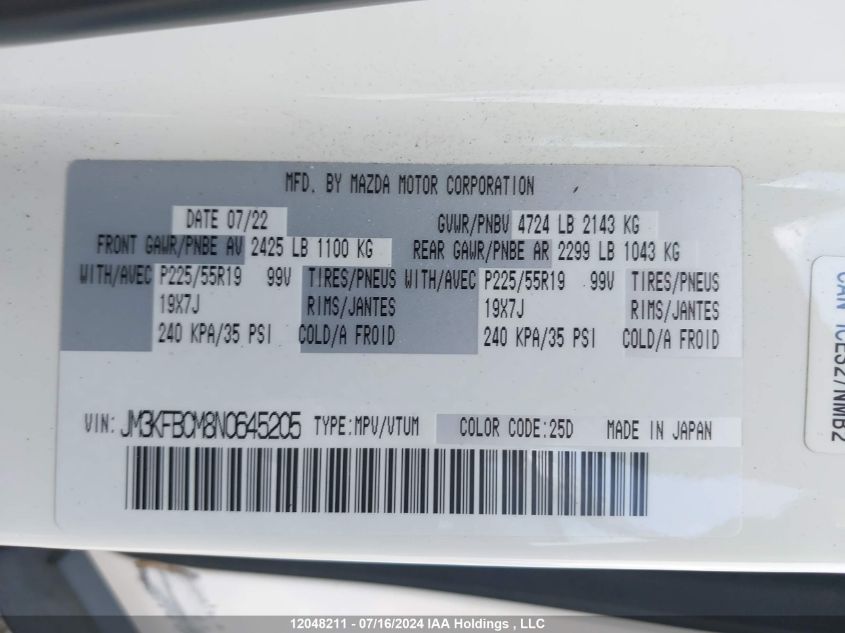 MFD. BY MAZDA MOTOR CORPORATION
DATE 07/22 GVWR/PNBV 4724 LB 2143 KG
FRONT GAWR/PNBE AV 2425 LB 1100 KG REAR GAWR/PNBE AR 2299 LB 1043 KG
WITH/AVEC P225/55R19 99V TIRES/PNEUS WITH/AVEC P225/55R19 99V TIRES/PNEUS
19X7J RIMS/JANTES 19X7J RIMS/JANTES
240 KPA/35 PSI COLD/A FROID 240 KPA/35 PSI COLD/A FROID
VIN: JM3KFBCM8N0645205 TYPE:MPV/VTUM COLOR CODE:25D MADE IN JAPAN
CAN ICES2/NMB2
12048211 - 07/16/2024 IAA Holdings , LLC